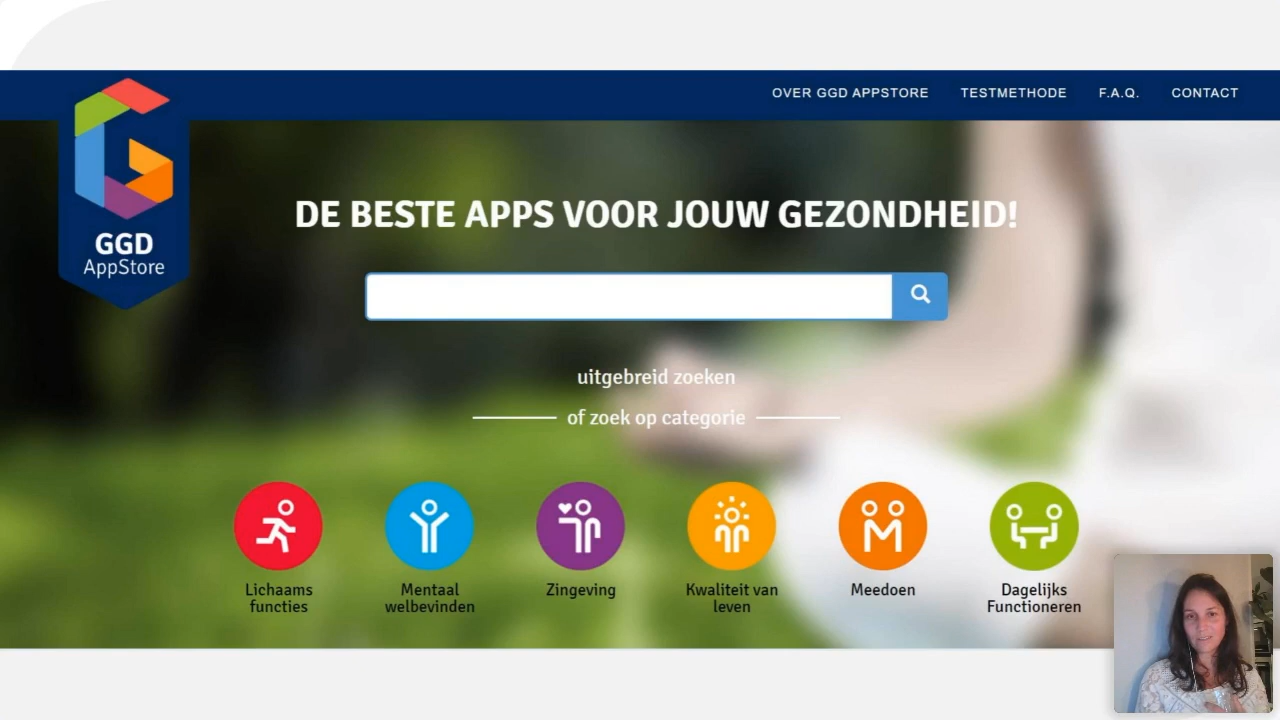 OVER GGD APPSTORE TESTMETHODE F.A.Q. CONTACT
GGD
AppStore
DE BESTE APPS VOOR JOUW GEZONDHEID!
uitgebreid zoeken
of zoek op categorie
Lichaams
functies
Mentaal
welbevinden
Zingeving
Kwaliteit van
leven
Meedoen
Dagelijks
Functioneren